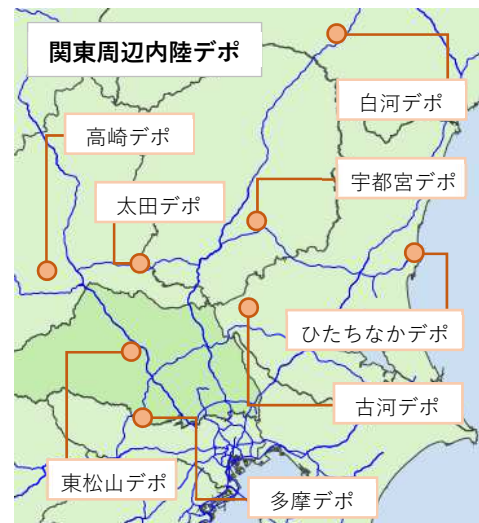 関東周辺内陸デポ
白河デポ
高崎デポ
宇都宮デポ
太田デポ
ひたちなかデポ
古河デポ
東松山デポ
多摩デポ